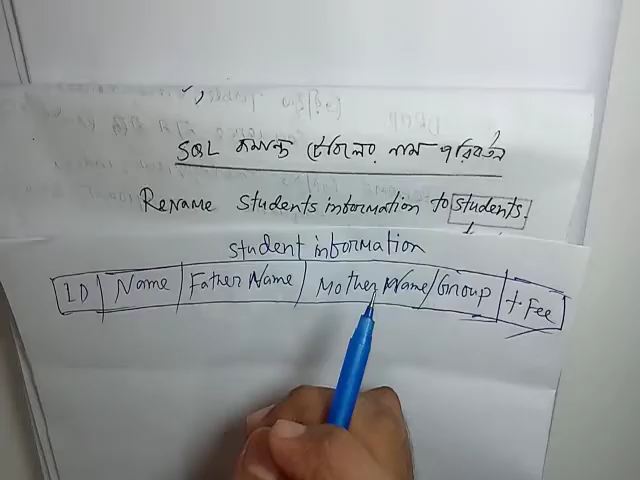 SQL কমান্ড টেবিলের নাম পরিবর্তন
Rename students information to students.
student information
ID Name Father Name Mother Name Group t. Fee